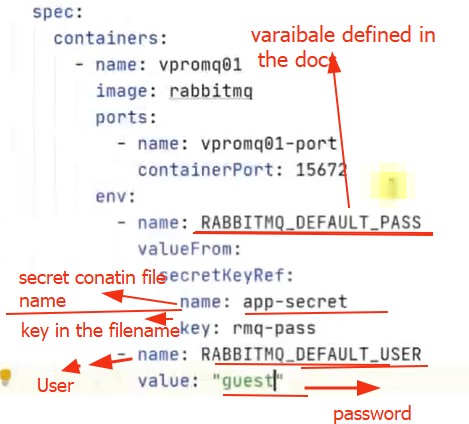 spec:
containers:
- name: vpromq01
image: rabbitmq
ports:
- name: vpromq01-port
containerPort: 15672
env:
- name: RABBITMQ_DEFAULT_PASS
valueFrom:
secretKeyRef:
name: app-secret
key: rmq-pass
- name: RABBITMQ_DEFAULT_USER
value: "guest"
varaibale defined in
the docs
secret conatin file
name
key in the filename
User
password